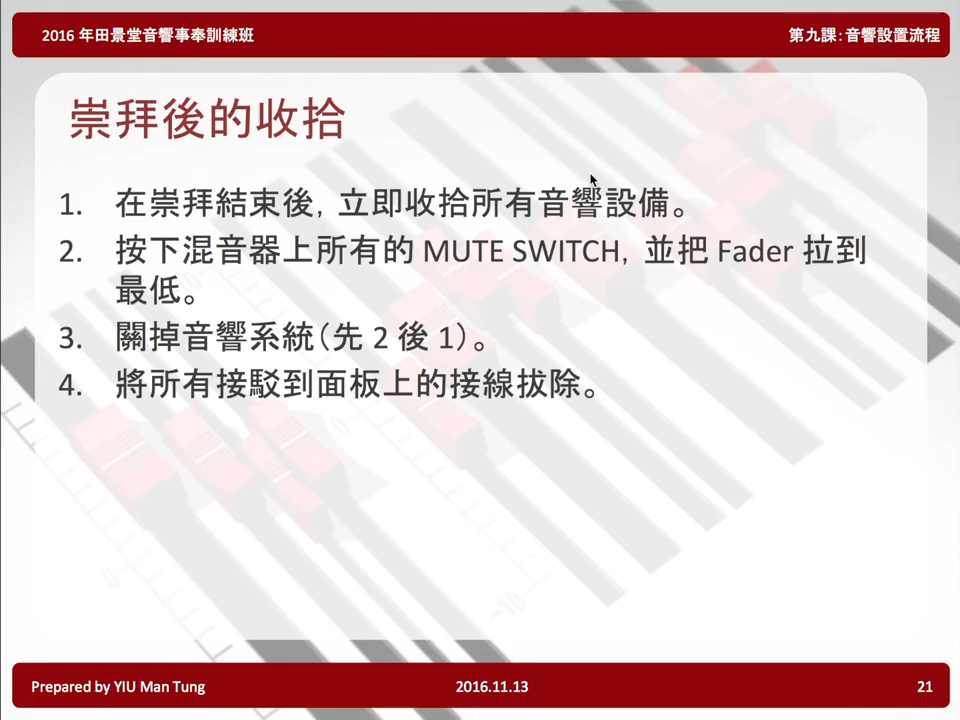 2016 年田景堂音響事奉訓練班
第九課：音響設置流程
崇拜後的收拾
1. 在崇拜結束後，立即收拾所有音響設備。
2. 按下混音器上所有的 MUTE SWITCH，並把 Fader 拉到
最低。
3. 關掉音響系統（先 2 後 1）。
4. 將所有接駁到面板上的接線拔除。
Prepared by YIU Man Tung
2016.11.13
21